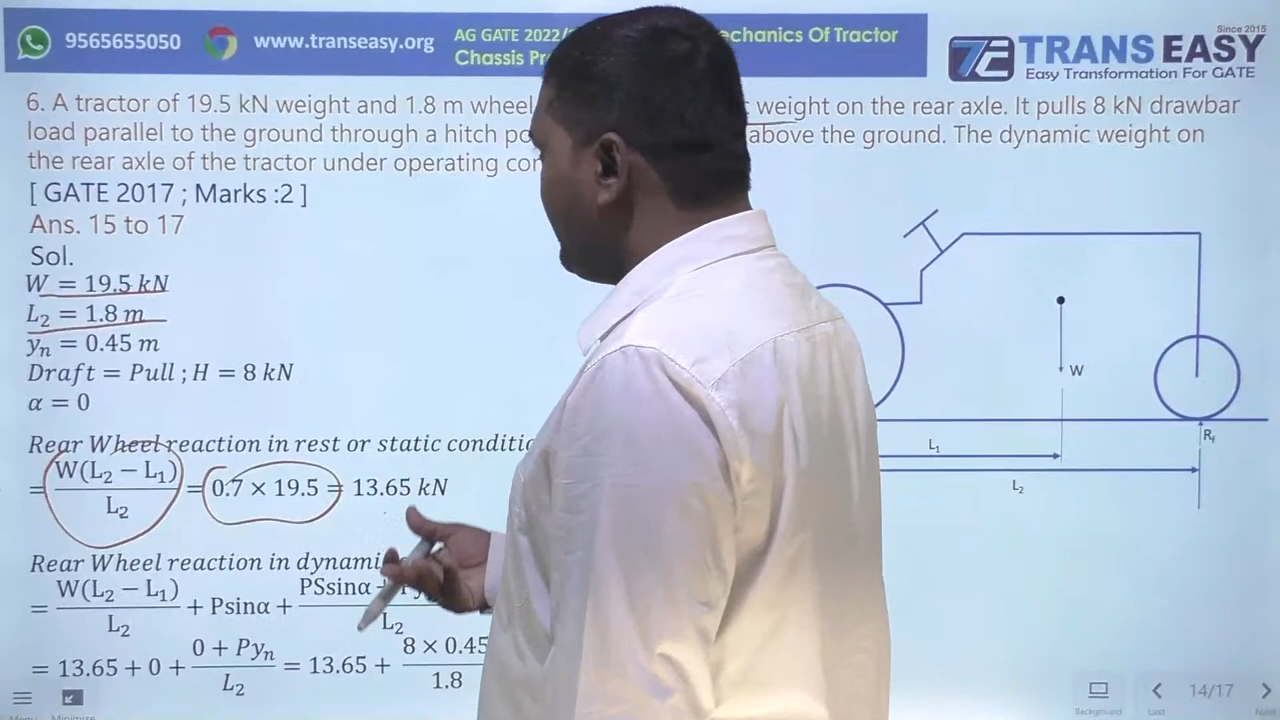 9565655050 www.transeasy.org AG GATE 2022/ echanics Of Tractor
Chassis Pr
Since 2015
TRANS EASY
Easy Transformation For GATE
6. A tractor of 19.5 kN weight and 1.8 m wheel weight on the rear axle. It pulls 8 kN drawbar
load parallel to the ground through a hitch po above the ground. The dynamic weight on
the rear axle of the tractor under operating con
[ GATE 2017 ; Marks :2 ]
Ans. 15 to 17
Sol.
W = 19.5 kN
L₂ = 1.8 m
yₙ = 0.45 m
Draft = Pull ; H = 8 kN
α = 0
Rear Wheel reaction in rest or static conditio
= W(L₂ − L₁) / L₂ = 0.7 × 19.5 = 13.65 kN
Rear Wheel reaction in dynami
= W(L₂ − L₁) / L₂ + Psinα + PSsinα + / L₂
= 13.65 + 0 + 0 + Pyₙ / L₂ = 13.65 + 8 × 0.45 / 1.8
W
R_f
L₁
L₂
14/17
Background
Last
Minimize